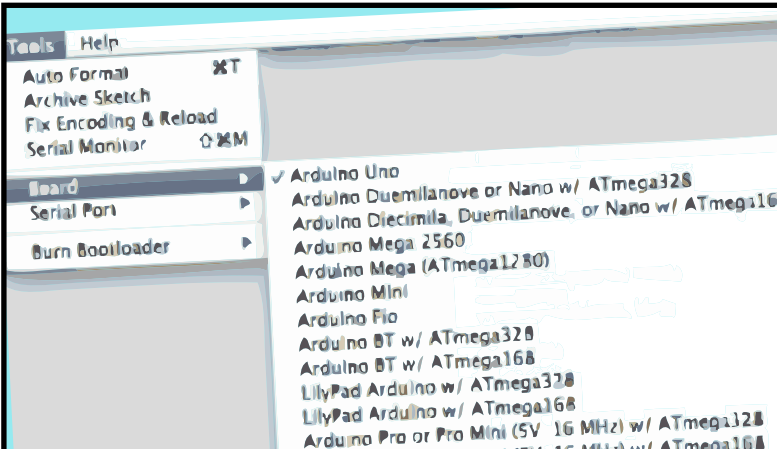 Tools Help
Auto Format ⌘T
Archive Sketch
Fix Encoding & Reload
Serial Monitor ⇧⌘M
Board
Serial Port
Burn Bootloader
✓ Arduino Uno
Arduino Duemilanove or Nano w/ ATmega328
Arduino Diecimila, Duemilanove, or Nano w/ ATmega16
Arduino Mega 2560
Arduino Mega (ATmega1280)
Arduino Mini
Arduino Fio
Arduino BT w/ ATmega328
Arduino BT w/ ATmega168
LilyPad Arduino w/ ATmega328
LilyPad Arduino w/ ATmega168
Arduino Pro or Pro Mini (5V, 16 MHz) w/ ATmega328
16 MHz) w/ ATmega168